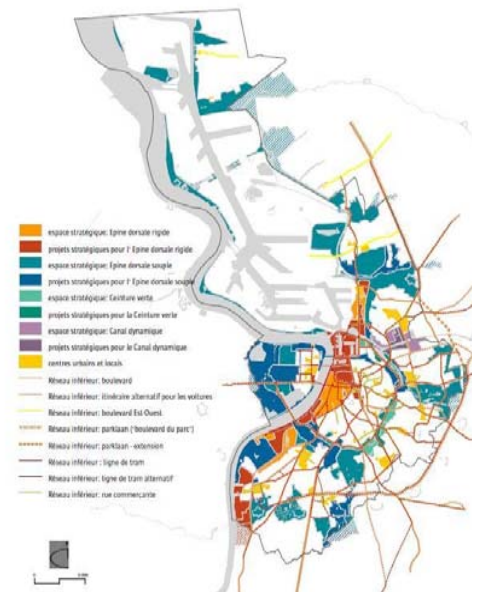 espace stratégique: Epine dorsale rigide
projets stratégiques pour l' Epine dorsale rigide
espace stratégique: Epine dorsale souple
projets stratégiques pour l' Epine dorsale souple
espace stratégique: Ceinture verte
projets stratégiques pour la Ceinture verte
espace stratégique: Canal dynamique
projets stratégiques pour le Canal dynamique
centres urbains et locais
Réseau inférieur: boulevard
Réseau inférieur: itinéraire alternatif pour les voitures
Réseau inférieur: boulevard Est-Ouest
Réseau inférieur: parklaan ("boulevard du parc")
Réseau inférieur: parklaan - extension
Réseau inférieur : ligne de tram
Réseau inférieur: ligne de tram alternatif
Réseau inférieur: rue commerçante
0